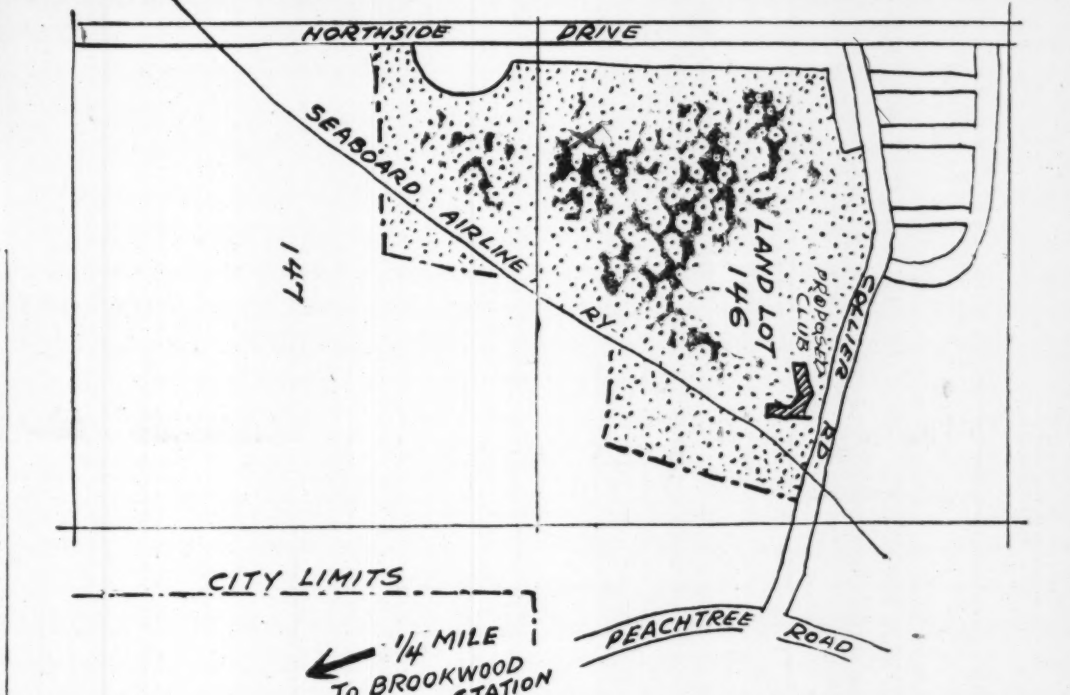 NORTHSIDE DRIVE
SEABOARD AIRLINE RY
147
LAND LOT
146
PROPOSED
CLUB
COLLIER RD
CITY LIMITS
PEACHTREE ROAD
1/4 MILE
TO BROOKWOOD
STATION